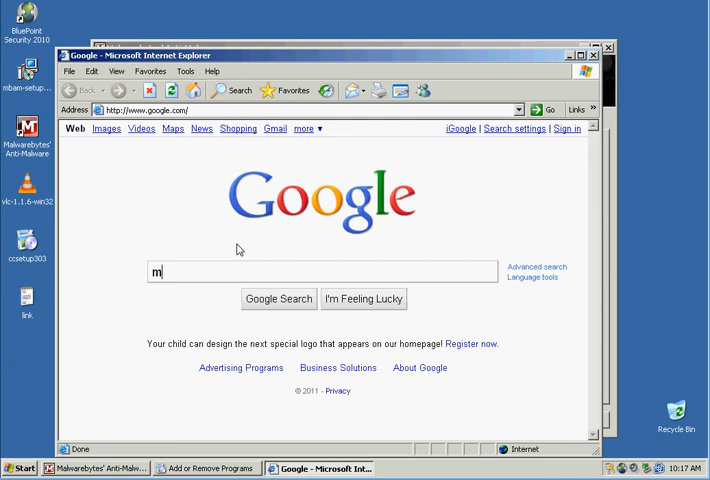 BluePoint
Security 2010
mbam-setup...
Malwarebytes'
Anti-Malware
vlc-1.1.6-win32
ccsetup303
link
Recycle Bin
Google - Microsoft Internet Explorer
File Edit View Favorites Tools Help
Back Search Favorites
Address http://www.google.com/ Go Links »
Web Images Videos Maps News Shopping Gmail more ▼ iGoogle | Search settings | Sign in
Google
m
Advanced search
Language tools
Google Search I'm Feeling Lucky
Your child can design the next special logo that appears on our homepage! Register now.
Advertising Programs Business Solutions About Google
© 2011 - Privacy
Done Internet
Start Malwarebytes' Anti-Malw... Add or Remove Programs Google - Microsoft Int... 10:17 AM